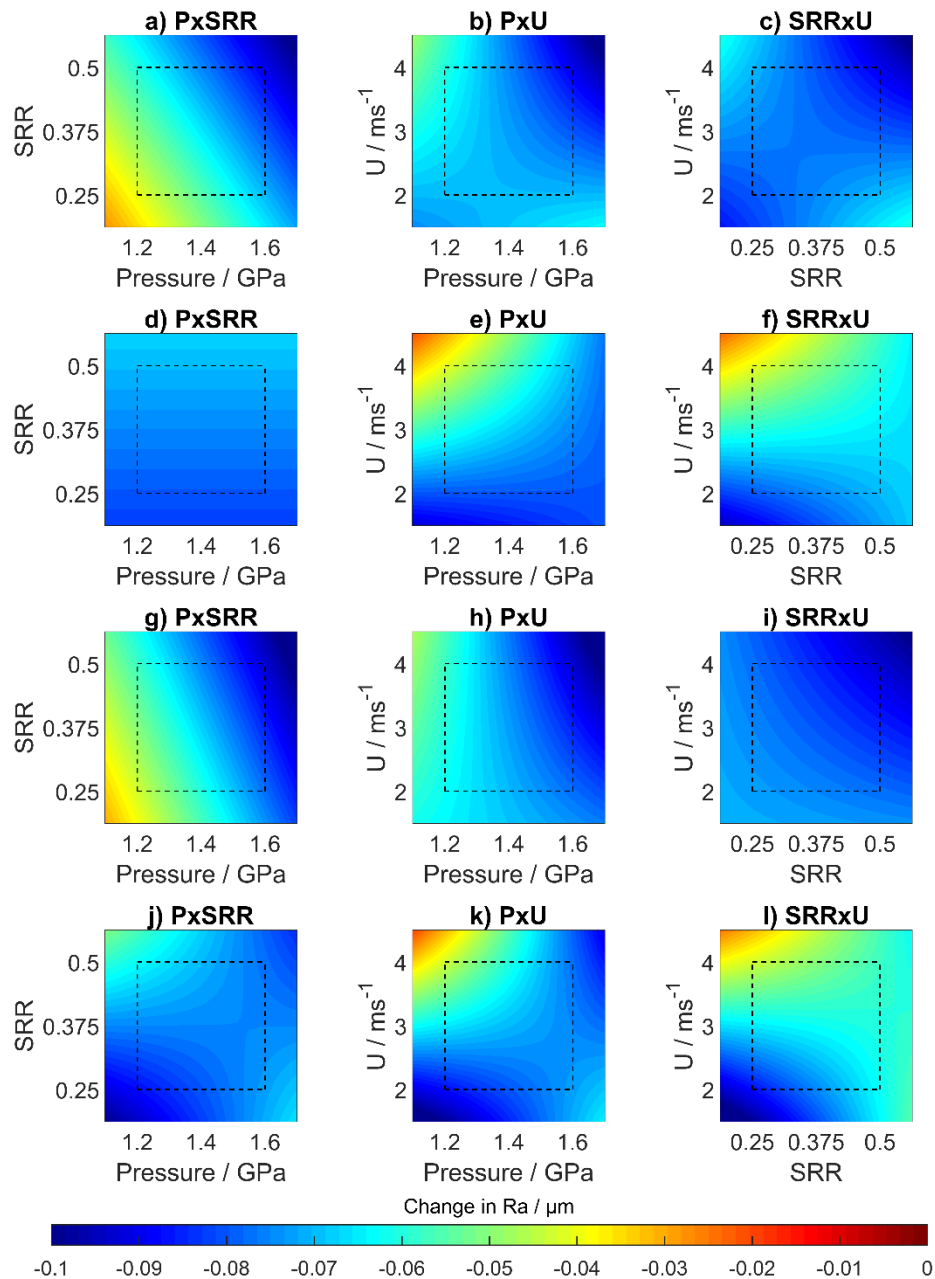 a) PxSRR
b) PxU
c) SRRxU
0.5
0.375
0.25
SRR
4
3
2
U / ms⁻¹
4
3
2
U / ms⁻¹
1.2 1.4 1.6
Pressure / GPa
1.2 1.4 1.6
Pressure / GPa
0.25 0.375 0.5
SRR
d) PxSRR
e) PxU
f) SRRxU
0.5
0.375
0.25
SRR
4
3
2
U / ms⁻¹
4
3
2
U / ms⁻¹
1.2 1.4 1.6
Pressure / GPa
1.2 1.4 1.6
Pressure / GPa
0.25 0.375 0.5
SRR
g) PxSRR
h) PxU
i) SRRxU
0.5
0.375
0.25
SRR
4
3
2
U / ms⁻¹
4
3
2
U / ms⁻¹
1.2 1.4 1.6
Pressure / GPa
1.2 1.4 1.6
Pressure / GPa
0.25 0.375 0.5
SRR
j) PxSRR
k) PxU
l) SRRxU
0.5
0.375
0.25
SRR
4
3
2
U / ms⁻¹
4
3
2
U / ms⁻¹
1.2 1.4 1.6
Pressure / GPa
1.2 1.4 1.6
Pressure / GPa
0.25 0.375 0.5
SRR
Change in Ra / μm
-0.1 -0.09 -0.08 -0.07 -0.06 -0.05 -0.04 -0.03 -0.02 -0.01 0